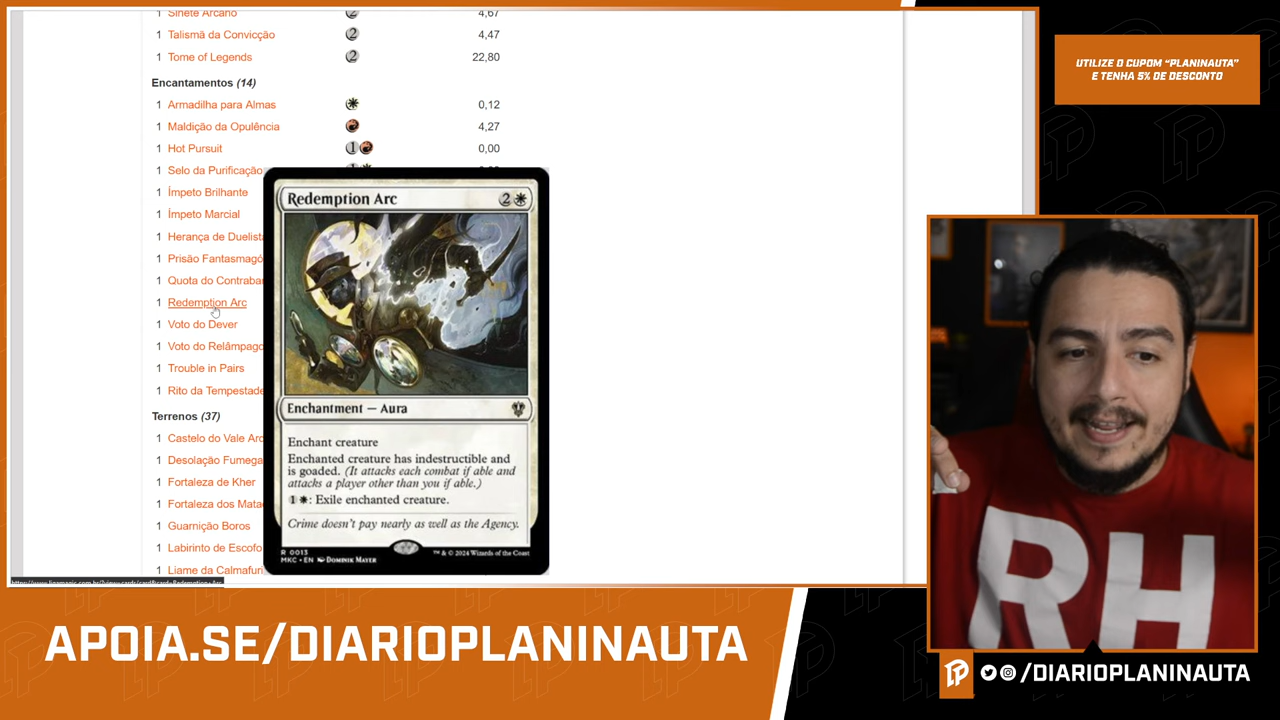 Sinete Arcano 2 4,67
1 Talismã da Convicção 2 4,47
1 Tome of Legends 2 22,80
Encantamentos (14)
1 Armadilha para Almas 0,12
1 Maldição da Opulência 4,27
1 Hot Pursuit 1 0,00
1 Selo da Purificação
1 Ímpeto Brilhante
1 Ímpeto Marcial
1 Herança de Duelist
1 Prisão Fantasmagó
1 Quota do Contraba
1 Redemption Arc
1 Voto do Dever
1 Voto do Relâmpago
1 Trouble in Pairs
1 Rito da Tempestade
Terrenos (37)
1 Castelo do Vale Arc
1 Desolação Fumega
1 Fortaleza de Kher
1 Fortaleza dos Mata
1 Guarnição Boros
1 Labirinto de Escofo
1 Liame da Calmafuri
Redemption Arc 2
Enchantment — Aura
Enchant creature
Enchanted creature has indestructible and
is goaded. (It attacks each combat if able and
attacks a player other than you if able.)
1: Exile enchanted creature.
Crime doesn't pay nearly as well as the Agency.
R 0013
MKC • EN DOMINIK MAYER
™ & © 2024 Wizards of the Coast
UTILIZE O CUPOM “PLANINAUTA”
E TENHA 5% DE DESCONTO
RH
APOIA.SE/DIARIOPLANINAUTA
/DIARIOPLANINAUTA